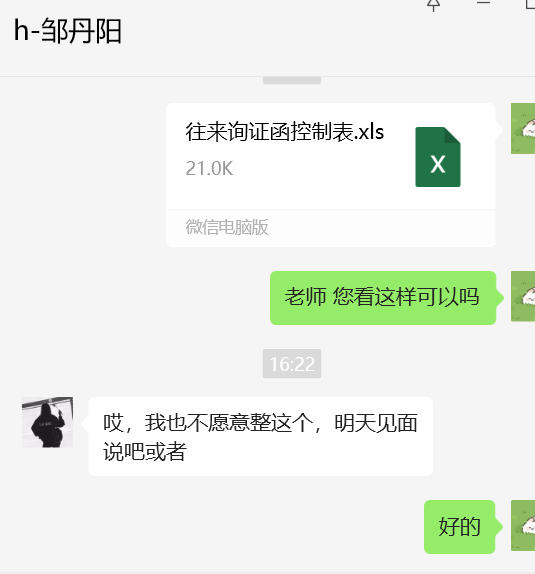 h-邹丹阳
往来询证函控制表.xls
21.0K
X
微信电脑版
老师 您看这样可以吗
16:22
哎，我也不愿意整这个，明天见面
说吧或者
好的